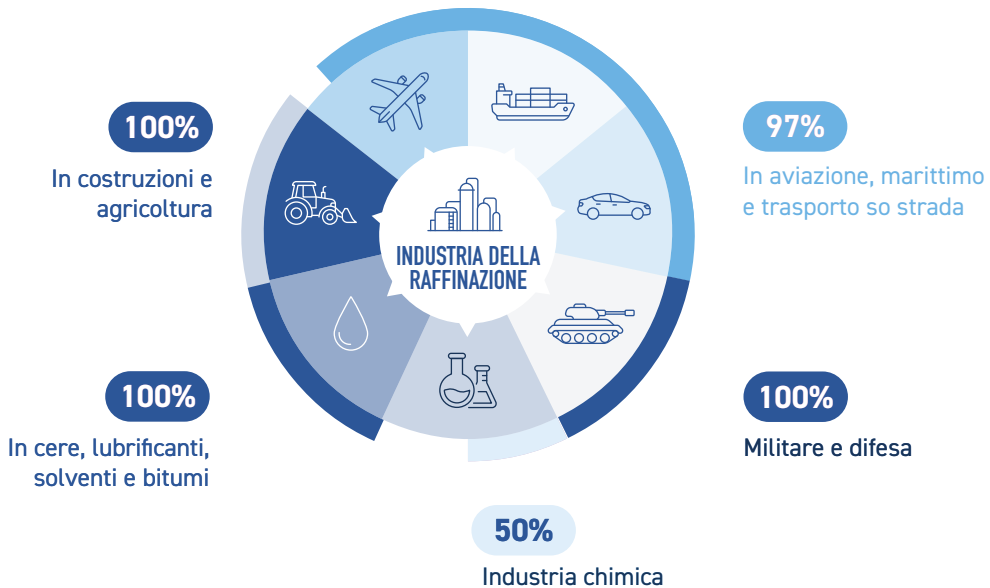 100%
In costruzioni e
agricoltura
97%
In aviazione, marittimo
e trasporto so strada
INDUSTRIA DELLA
RAFFINAZIONE
100%
In cere, lubrificanti,
solventi e bitumi
100%
Militare e difesa
50%
Industria chimica